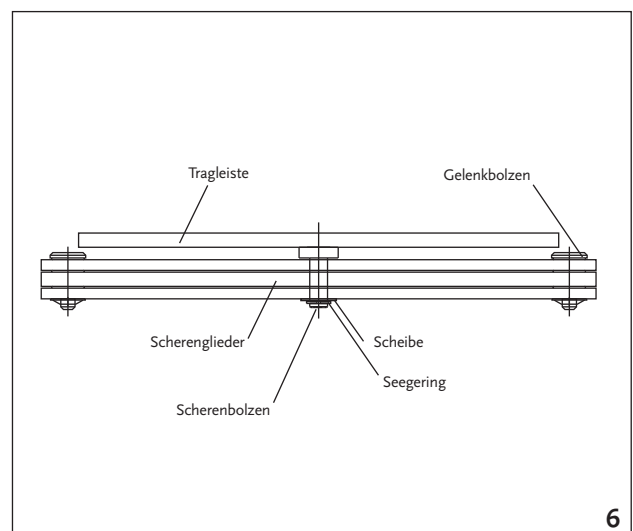 Tragleiste
Gelenkbolzen
Scherenglieder
Scheibe
Seegering
Scherenbolzen
6